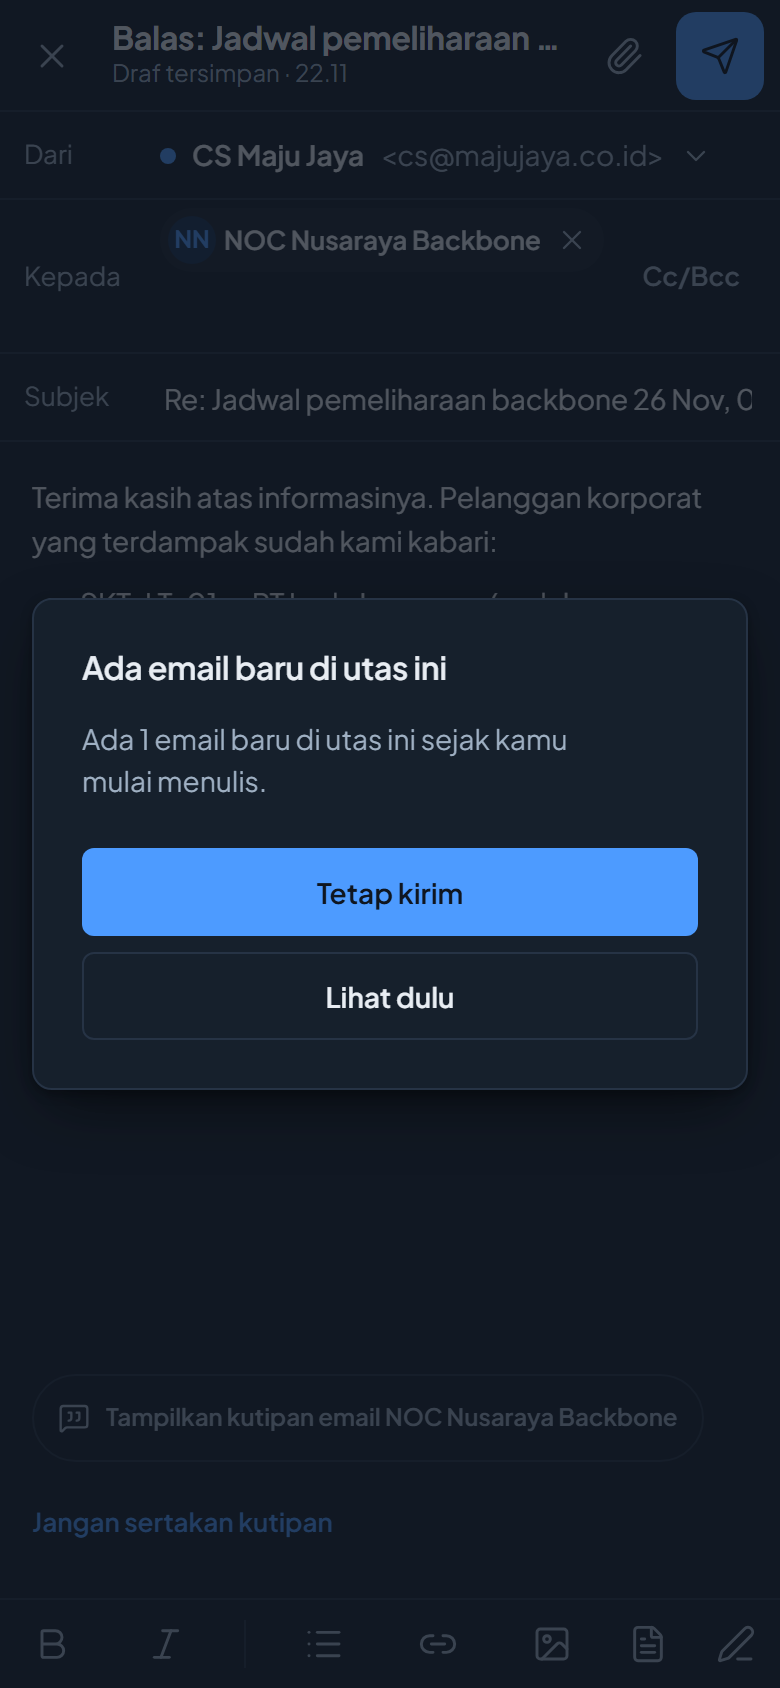 Balas: Jadwal pemeliharaan ...
Draf tersimpan · 22.11
Dari
CS Maju Jaya <cs@majujaya.co.id>
NN NOC Nusaraya Backbone
Kepada
Cc/Bcc
Subjek
Re: Jadwal pemeliharaan backbone 26 Nov, 0
Terima kasih atas informasinya. Pelanggan korporat
yang terdampak sudah kami kabari:
Ada email baru di utas ini
Ada 1 email baru di utas ini sejak kamu
mulai menulis.
Tetap kirim
Lihat dulu
Tampilkan kutipan email NOC Nusaraya Backbone
Jangan sertakan kutipan
B I